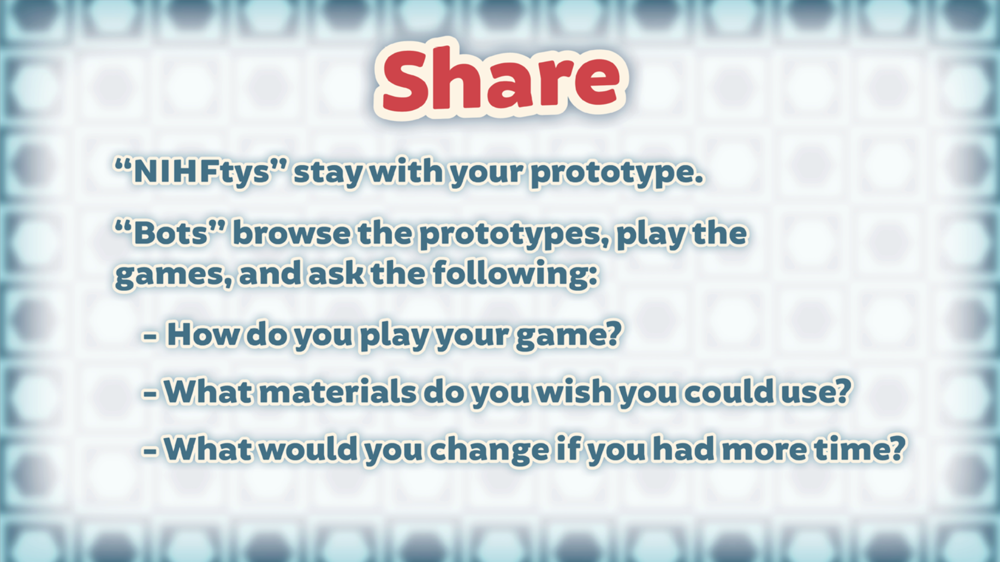 Share
“NIHFtys” stay with your prototype.
“Bots” browse the prototypes, play the
games, and ask the following:
- How do you play your game?
- What materials do you wish you could use?
- What would you change if you had more time?